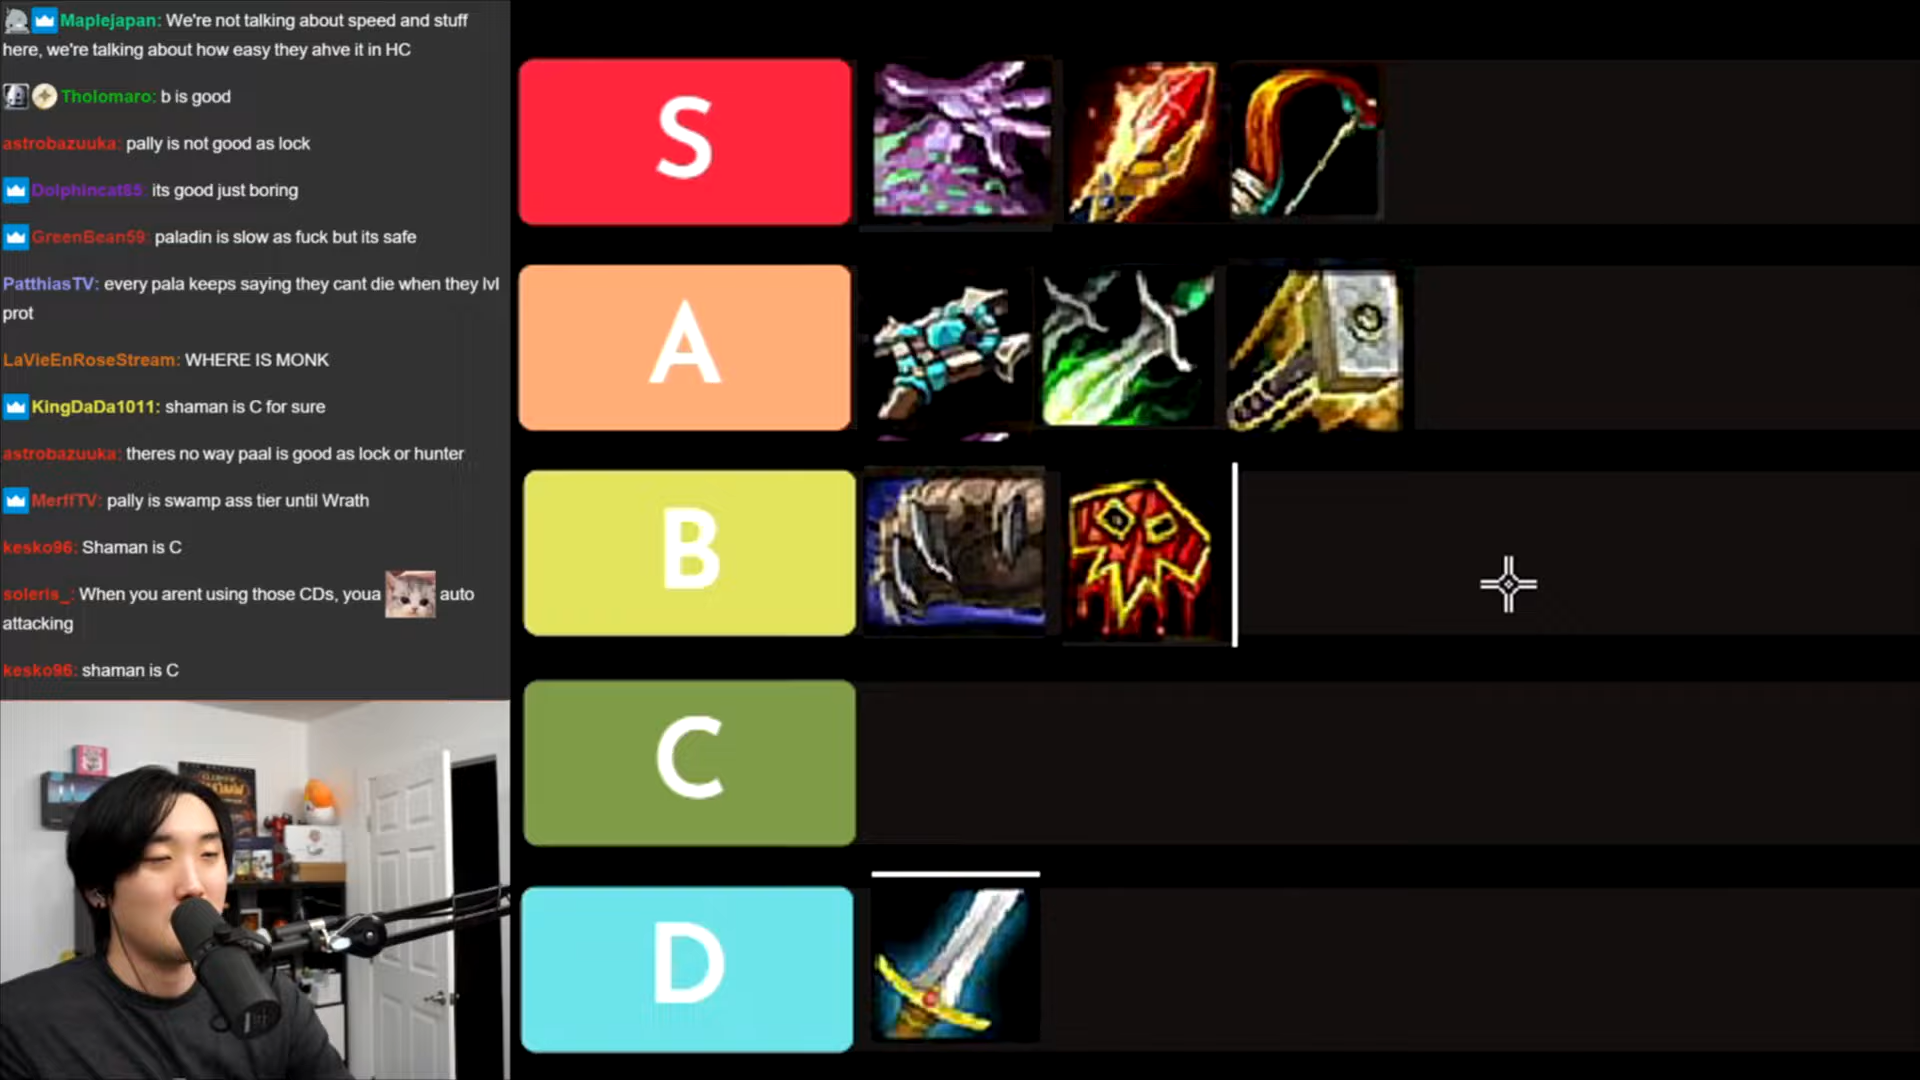 Maplejapan: We're not talking about speed and stuff
here, we're talking about how easy they ahve it in HC
Tholomaro: b is good
astrobazuuka: pally is not good as lock
Dolphincat85: its good just boring
GreenBean59: paladin is slow as fuck but its safe
PatthiasTV: every pala keeps saying they cant die when they lvl
prot
LaVieEnRoseStream: WHERE IS MONK
KingDaDa1011: shaman is C for sure
astrobazuuka: theres no way paal is good as lock or hunter
MerffTV: pally is swamp ass tier until Wrath
kesko96: Shaman is C
soleris_: When you arent using those CDs, youa auto
attacking
kesko96: shaman is C
S
A
B
C
D